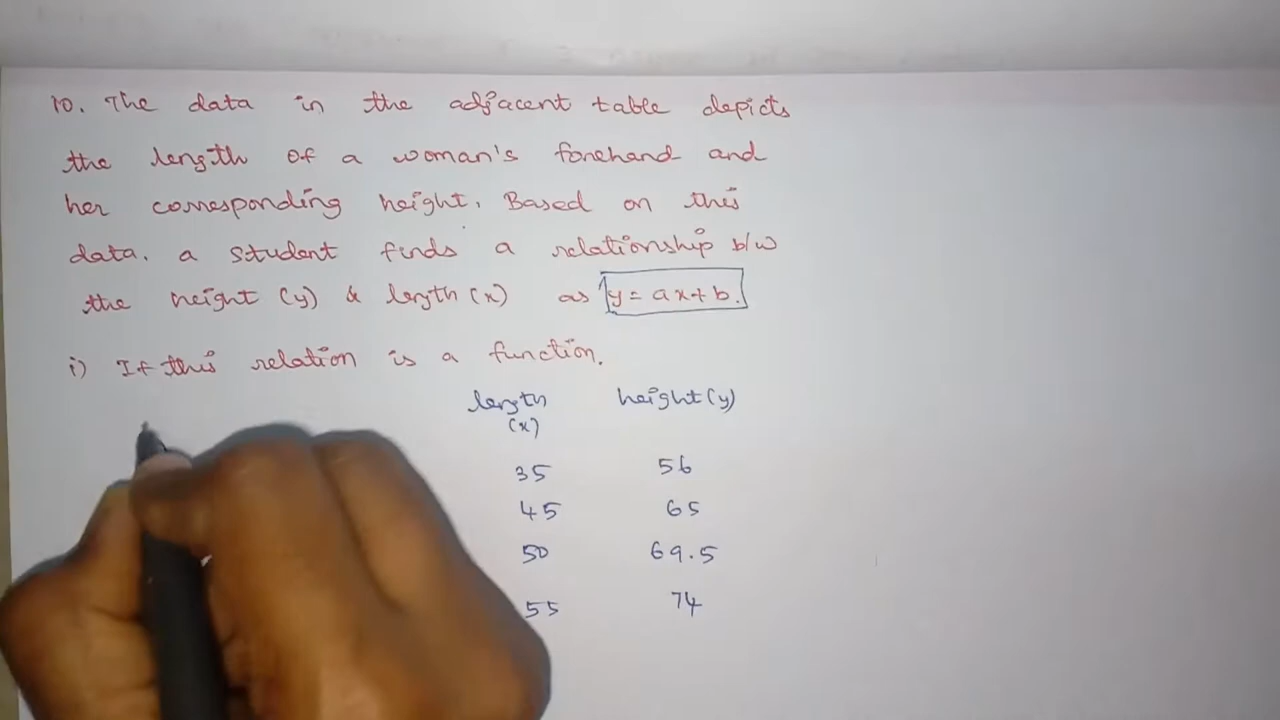 10. The data in the adjacent table depicts
the length of a woman's forehand and
her corresponding height. Based on this
data. a student finds a relationship b/w
the height (y) & length (x) as y = ax+b.
i) If this relation is a function.
length height (y)
(x)
35 56
45 65
50 69.5
55 74